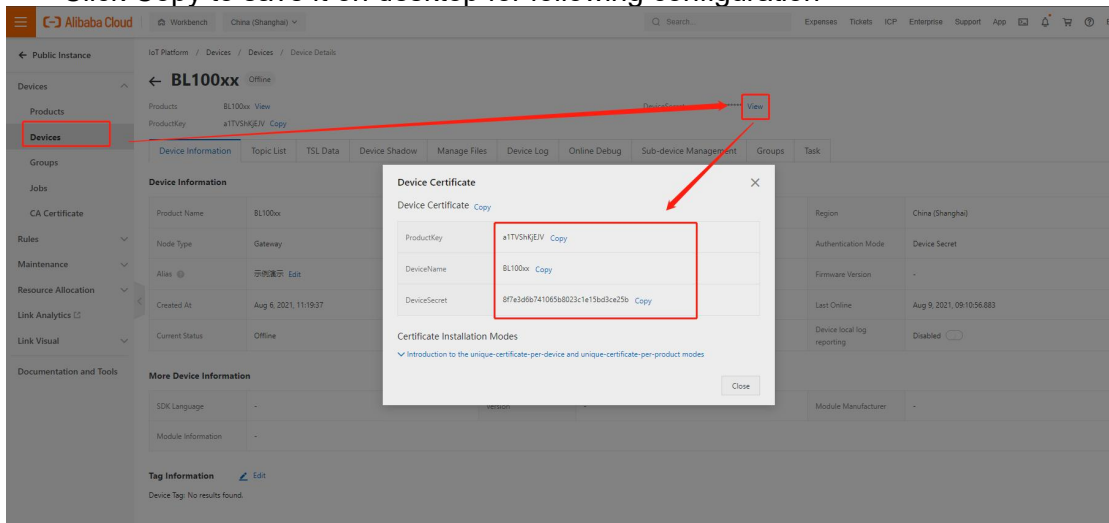 Click Copy to save it on desktop for following configuration
Alibaba Cloud Workbench China (Shanghai) Search... Expenses Tickets ICP Enterprise Support App
Public Instance IoT Platform / Devices / Devices / Device Details
Devices BL100xx Offline
Products Products BL100xx View DeviceSecret ******** View
ProductKey a1TVShKjEJV Copy
Devices
Device Information Topic List TSL Data Device Shadow Manage Files Device Log Online Debug Sub-device Management Groups Task
Groups
Device Information Device Certificate
Jobs
Device Certificate Copy
CA Certificate Product Name BL100xx Region China (Shanghai)
Rules Node Type Gateway ProductKey a1TVShKjEJV Copy Authentication Mode Device Secret
Maintenance Alias 示例演示 Edit DeviceName BL100xx Copy Firmware Version -
Resource Allocation
Link Analytics Created At Aug 6, 2021, 11:19:37 DeviceSecret 8f7e3d6b741065b8023c1e15bd3ce25b Copy Last Online Aug 9, 2021, 09:10:56.883
Link Visual Current Status Offline Certificate Installation Modes Device local log reporting Disabled
Introduction to the unique-certificate-per-device and unique-certificate-per-product modes
Documentation and Tools More Device Information
Close
SDK Language - Version - Module Manufacturer -
Module Information -
Tag Information Edit
Device Tag: No results found.